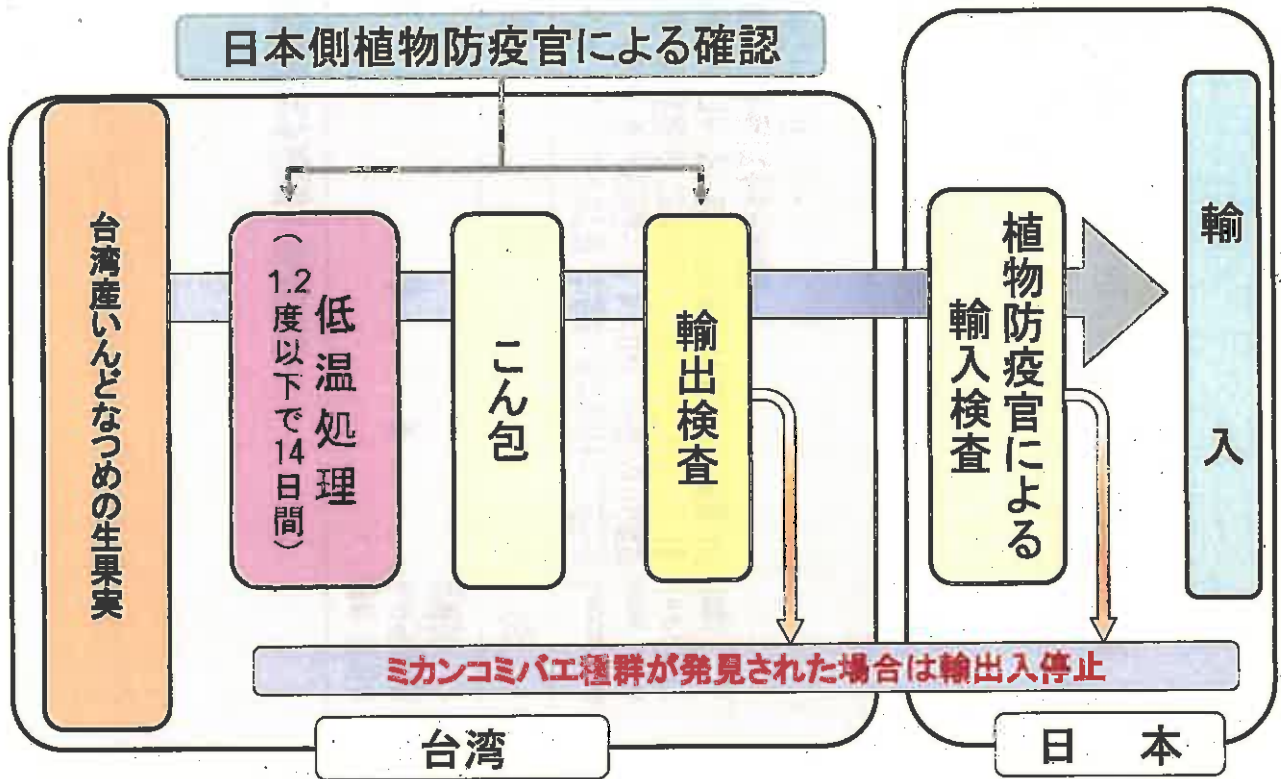 日本側植物防疫官による確認
台湾産いんどなつめの生果実
低温処理
(1.2度以下で14日間)
こん包
輸出検査
植物防疫官による
輸入検査
輸入
ミカンコミバエ種群が発見された場合は輸出入停止
台湾
日 本